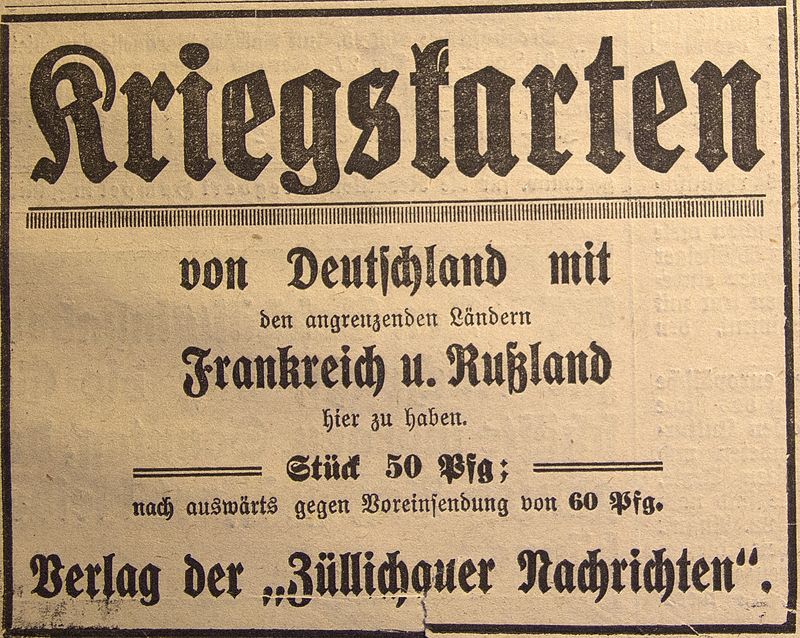 Kriegskarten
von Deutschland mit
den angrenzenden Ländern
Frankreich u. Rußland
hier zu haben.
Stück 50 Pfg;
nach auswärts gegen Voreinsendung von 60 Pfg.
Verlag der „Züllichauer Nachrichten“.